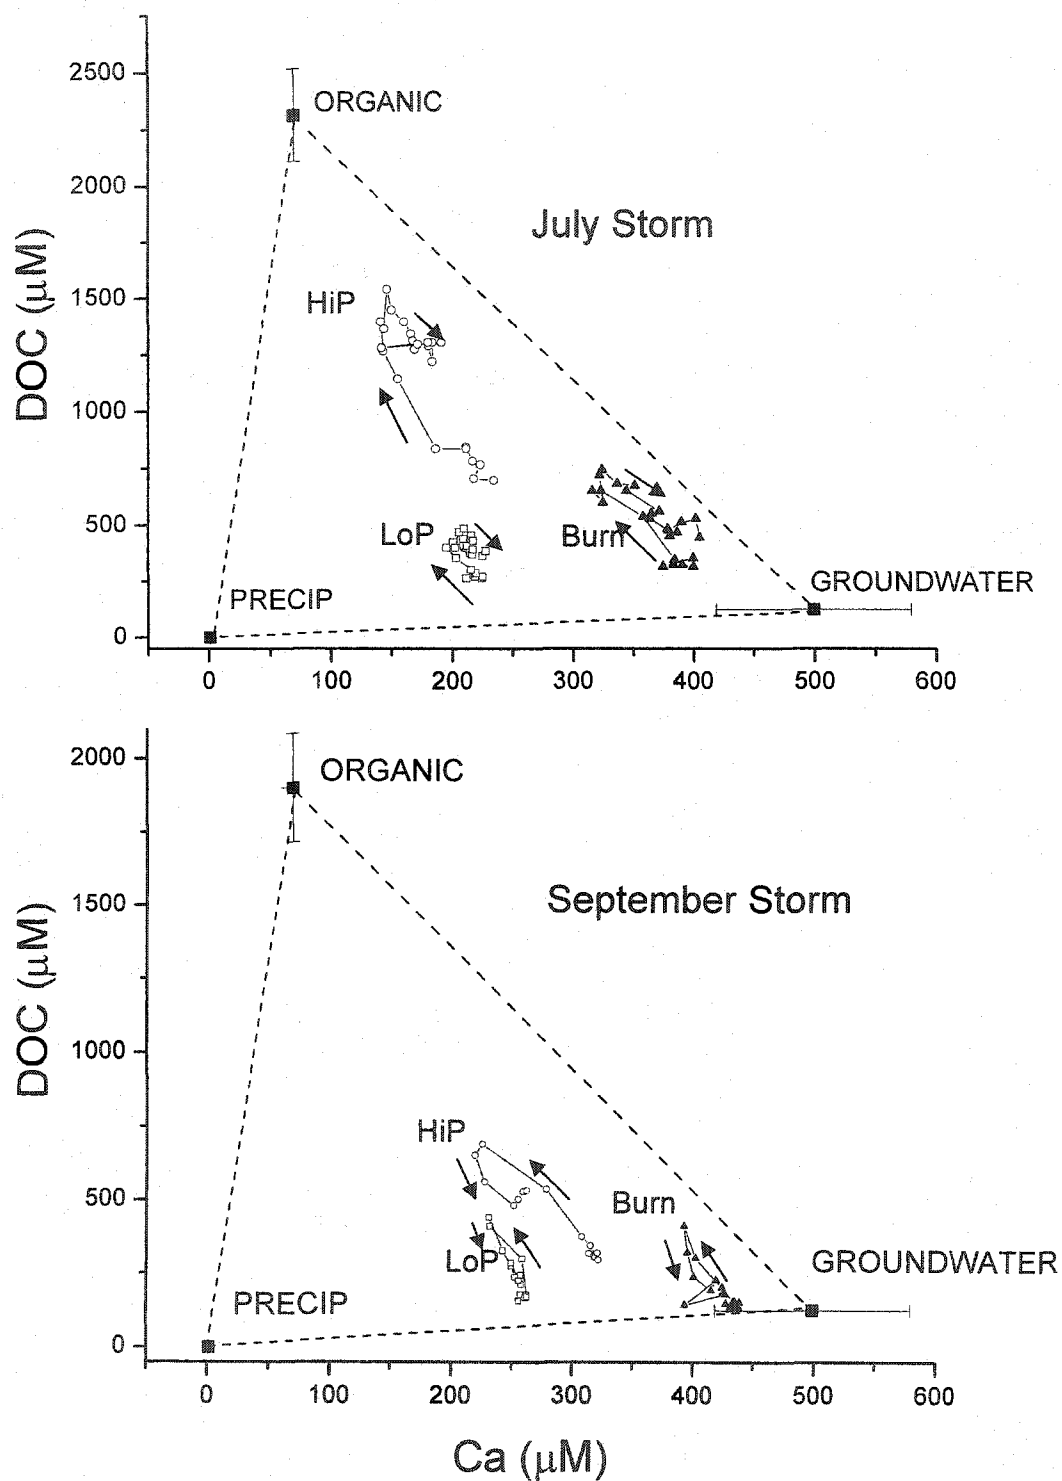 2500
ORGANIC
2000
July Storm
DOC (μM)
1500
HiP
1000
500
LoP
Burn
GROUNDWATER
PRECIP
0
0 100 200 300 400 500 600
2000
ORGANIC
1500
September Storm
DOC (μM)
1000
HiP
500
Burn
LoP
GROUNDWATER
PRECIP
0
0 100 200 300 400 500 600
Ca (μM)